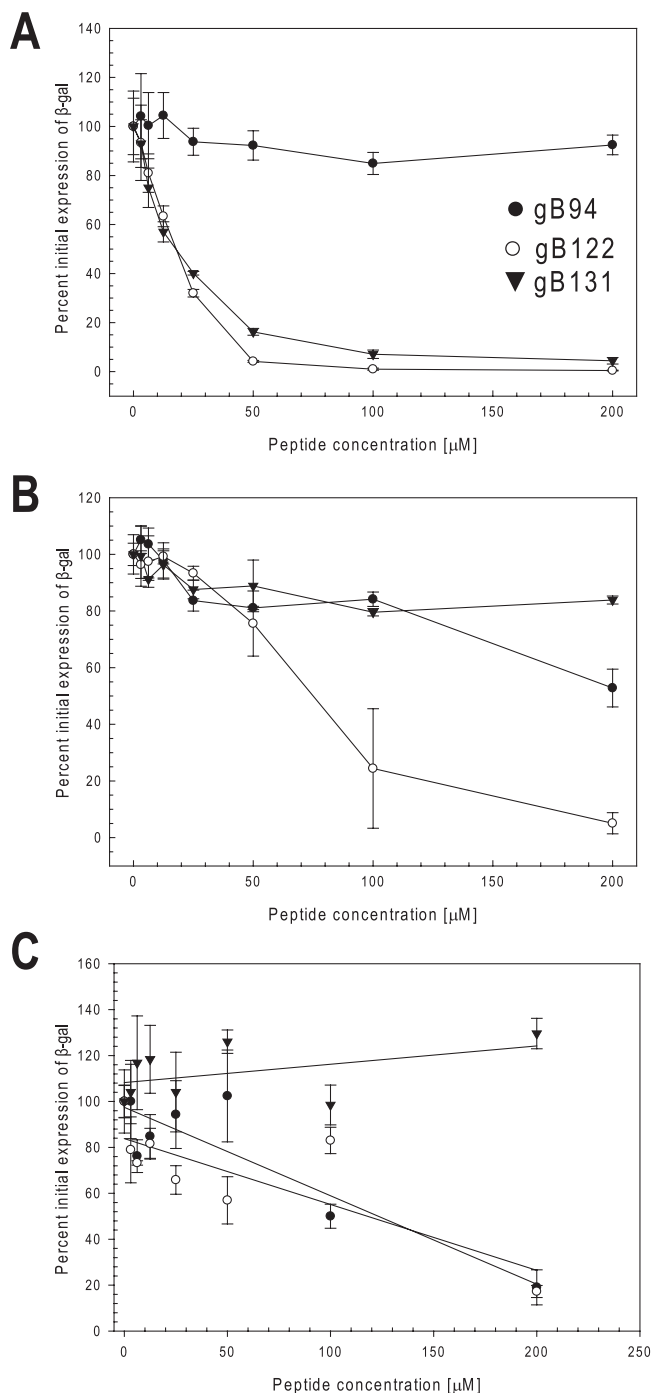 A
140
120
100
80
60
40
20
0
Percent initial expression of β-gal
gB94
gB122
gB131
0 50 100 150 200
Peptide concentration [μM]
B
120
100
80
60
40
20
0
Percent initial expression of β-gal
0 50 100 150 200
Peptide concentration [μM]
C
160
140
120
100
80
60
40
20
0
Percent initial expression of β-gal
0 50 100 150 200 250
Peptide concentration [μM]